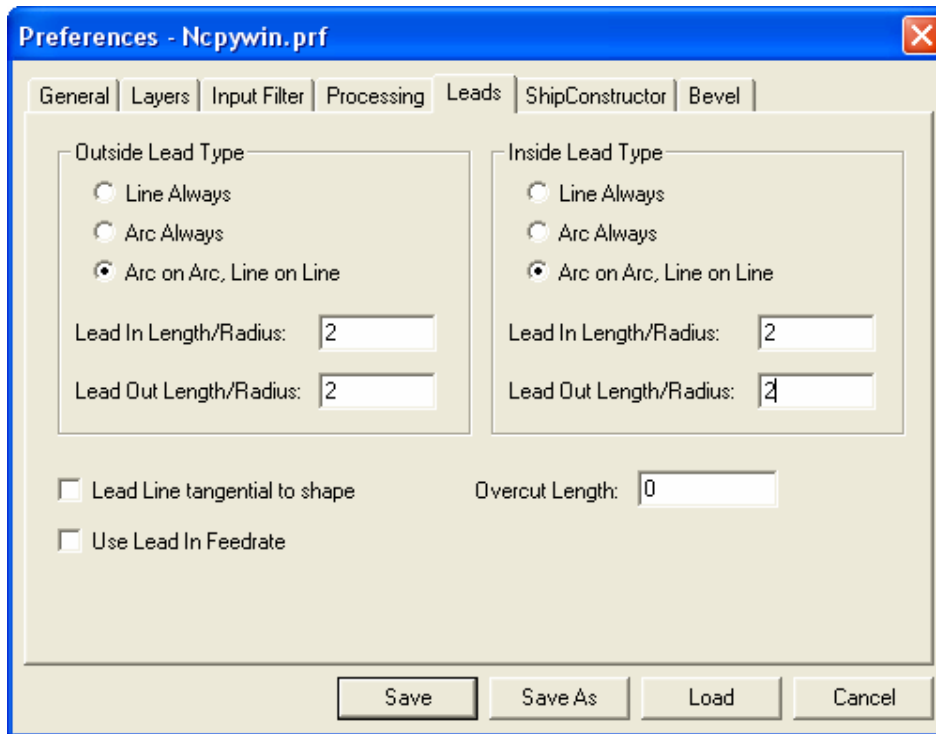 Preferences - Ncpywin.prf
General Layers Input Filter Processing Leads ShipConstructor Bevel
Outside Lead Type
Line Always
Arc Always
Arc on Arc, Line on Line
Lead In Length/Radius: 2
Lead Out Length/Radius: 2
Inside Lead Type
Line Always
Arc Always
Arc on Arc, Line on Line
Lead In Length/Radius: 2
Lead Out Length/Radius: 2
Lead Line tangential to shape
Overcut Length: 0
Use Lead In Feedrate
Save Save As Load Cancel